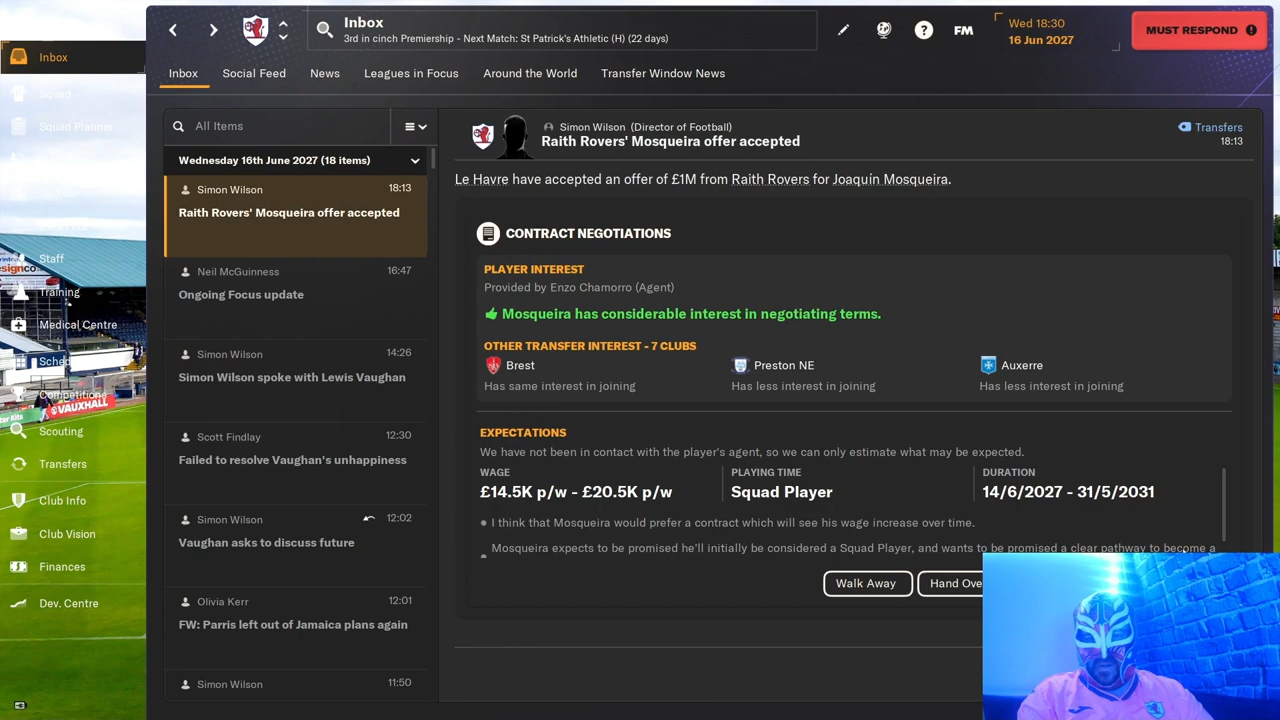 Inbox
3rd in cinch Premiership - Next Match: St Patrick's Athletic (H) (22 days)
FM
Wed 18:30
16 Jun 2027
MUST RESPOND
Inbox
Social Feed
News
Leagues in Focus
Around the World
Transfer Window News
Inbox
Squad
Squad Planner
Staff
Training
Medical Centre
Sched
Competitions
Scouting
Transfers
Club Info
Club Vision
Finances
Dev. Centre
VAUXHALL
All Items
Wednesday 16th June 2027 (18 items)
Simon Wilson 18:13
Raith Rovers' Mosqueira offer accepted
Neil McGuinness 16:47
Ongoing Focus update
Simon Wilson 14:26
Simon Wilson spoke with Lewis Vaughan
Scott Findlay 12:30
Failed to resolve Vaughan's unhappiness
Simon Wilson 12:02
Vaughan asks to discuss future
Olivia Kerr 12:01
FW: Parris left out of Jamaica plans again
Simon Wilson 11:50
Simon Wilson (Director of Football)
Raith Rovers' Mosqueira offer accepted
Transfers
18:13
Le Havre have accepted an offer of £1M from Raith Rovers for Joaquín Mosqueira.
CONTRACT NEGOTIATIONS
PLAYER INTEREST
Provided by Enzo Chamorro (Agent)
Mosqueira has considerable interest in negotiating terms.
OTHER TRANSFER INTEREST - 7 CLUBS
Brest
Has same interest in joining
Preston NE
Has less interest in joining
Auxerre
Has less interest in joining
EXPECTATIONS
We have not been in contact with the player's agent, so we can only estimate what may be expected.
WAGE
£14.5K p/w - £20.5K p/w
PLAYING TIME
Squad Player
DURATION
14/6/2027 - 31/5/2031
I think that Mosqueira would prefer a contract which will see his wage increase over time.
Mosqueira expects to be promised he'll initially be considered a Squad Player, and wants to be promised a clear pathway to become a
Walk Away
Hand Ove